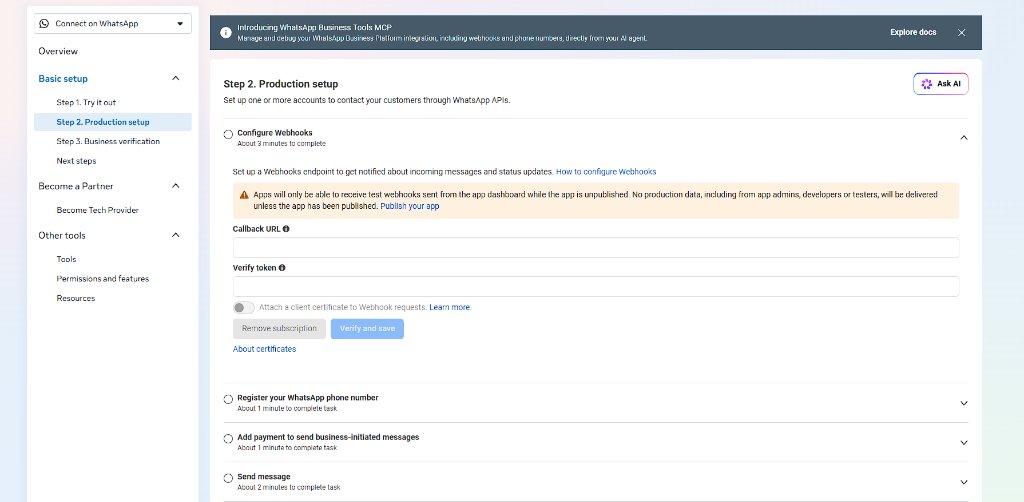 Connect on WhatsApp
Overview
Basic setup
Step 1. Try it out
Step 2. Production setup
Step 3. Business verification
Next steps
Become a Partner
Become Tech Provider
Other tools
Tools
Permissions and features
Resources
Introducing WhatsApp Business Tools MCP
Manage and debug your WhatsApp Business Platform integration, including webhooks and phone numbers, directly from your AI agent.
Explore docs
Step 2. Production setup
Set up one or more accounts to contact your customers through WhatsApp APIs.
Ask AI
Configure Webhooks
About 3 minutes to complete
Set up a Webhooks endpoint to get notified about incoming messages and status updates. How to configure Webhooks
Apps will only be able to receive test webhooks sent from the app dashboard while the app is unpublished. No production data, including from app admins, developers or testers, will be delivered
unless the app has been published. Publish your app
Callback URL
Verify token
Attach a client certificate to Webhook requests. Learn more.
Remove subscription
Verify and save
About certificates
Register your WhatsApp phone number
About 1 minute to complete task
Add payment to send business-initiated messages
About 1 minute to complete task
Send message
About 2 minutes to complete task